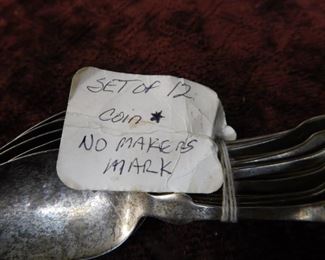 SET OF 12
Coin *
NO MAKERS
MARK